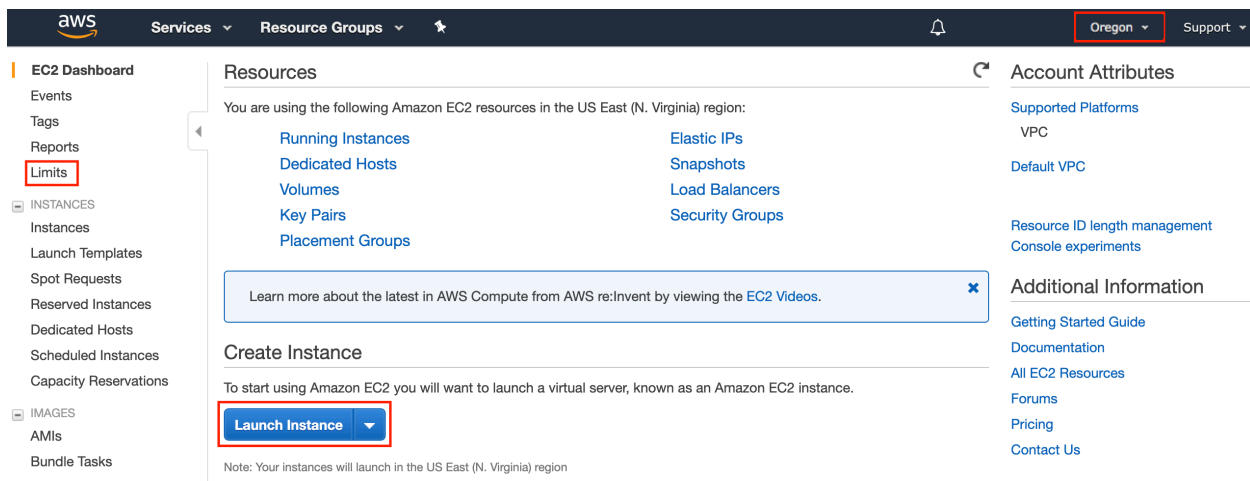 aws Services Resource Groups Oregon Support
EC2 Dashboard
Events
Tags
Reports
Limits
INSTANCES
Instances
Launch Templates
Spot Requests
Reserved Instances
Dedicated Hosts
Scheduled Instances
Capacity Reservations
IMAGES
AMIs
Bundle Tasks
Resources
You are using the following Amazon EC2 resources in the US East (N. Virginia) region:
Running Instances
Dedicated Hosts
Volumes
Key Pairs
Placement Groups
Elastic IPs
Snapshots
Load Balancers
Security Groups
Learn more about the latest in AWS Compute from AWS re:Invent by viewing the EC2 Videos.
Create Instance
To start using Amazon EC2 you will want to launch a virtual server, known as an Amazon EC2 instance.
Launch Instance
Note: Your instances will launch in the US East (N. Virginia) region
Account Attributes
Supported Platforms
VPC
Default VPC
Resource ID length management
Console experiments
Additional Information
Getting Started Guide
Documentation
All EC2 Resources
Forums
Pricing
Contact Us